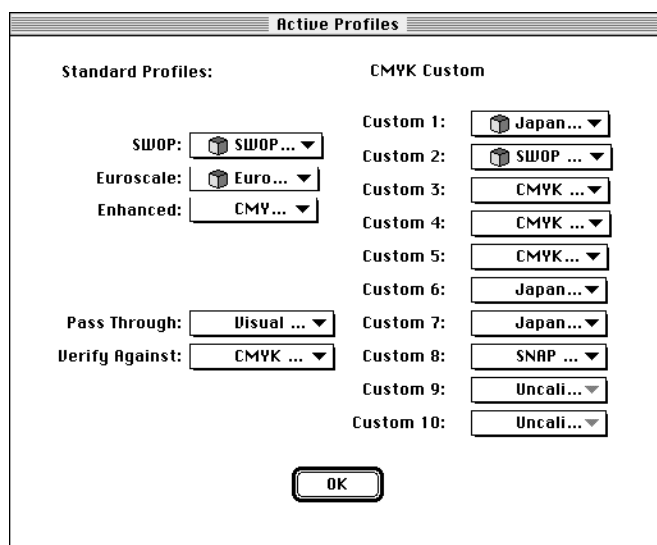 Active Profiles
Standard Profiles:
CMYK Custom
SWOP: SWOP...
Euroscale: Euro...
Enhanced: CMY...
Pass Through: Visual ...
Verify Against: CMYK ...
Custom 1: Japan...
Custom 2: SWOP ...
Custom 3: CMYK ...
Custom 4: CMYK ...
Custom 5: CMYK...
Custom 6: Japan...
Custom 7: Japan...
Custom 8: SNAP ...
Custom 9: Uncali...
Custom 10: Uncali...
OK